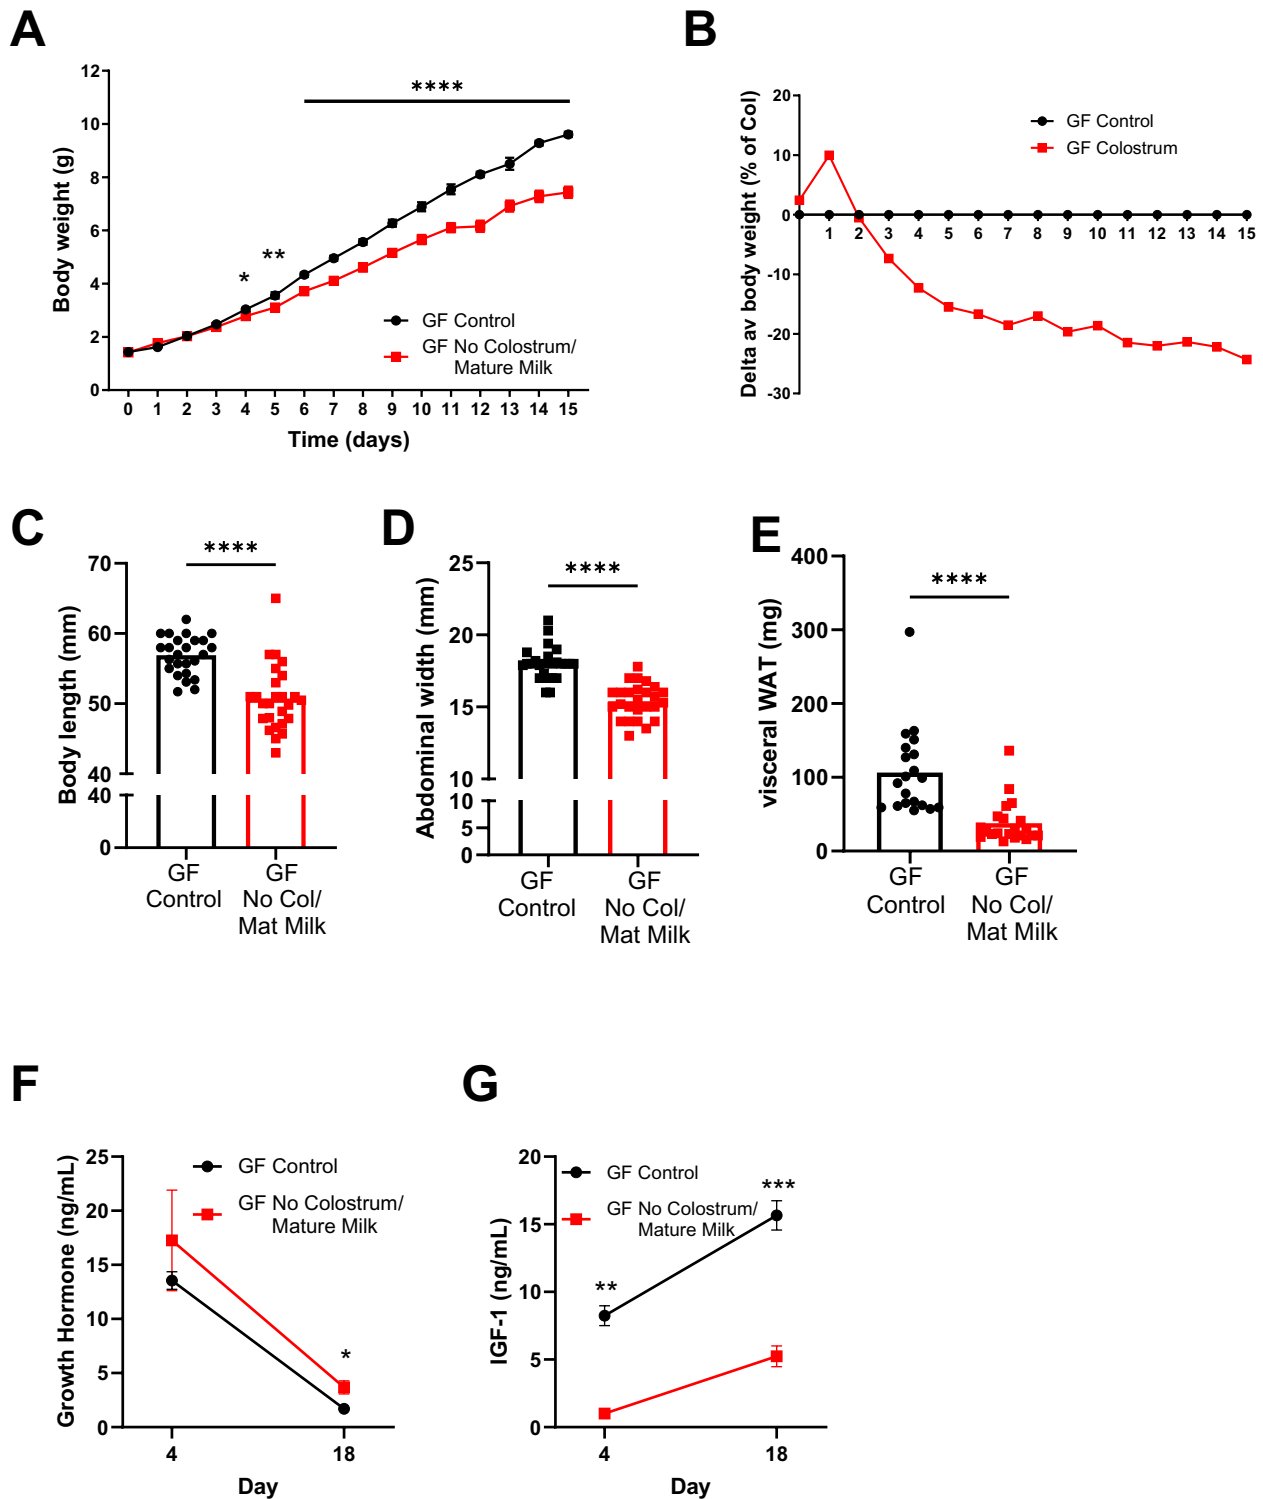 A
B
12
10
8
6
4
2
0
Body weight (g)
****
*
**
GF Control
GF No Colostrum/
Mature Milk
0 1 2 3 4 5 6 7 8 9 10 11 12 13 14 15
Time (days)
20
10
0
-10
-20
-30
Delta av body weight (% of Col)
GF Control
GF Colostrum
1 2 3 4 5 6 7 8 9 10 11 12 13 14 15
C
D
E
70
60
50
40
40
0
Body length (mm)
****
GF
Control
GF
No Col/
Mat Milk
25
20
15
10
10
5
0
Abdominal width (mm)
****
GF
Control
GF
No Col/
Mat Milk
400
300
200
100
0
visceral WAT (mg)
****
GF
Control
GF
No Col/
Mat Milk
F
G
25
20
15
10
5
0
Growth Hormone (ng/mL)
GF Control
GF No Colostrum/
Mature Milk
*
4 18
Day
20
15
10
5
0
IGF-1 (ng/mL)
GF Control
GF No Colostrum/
Mature Milk
**
***
4 18
Day